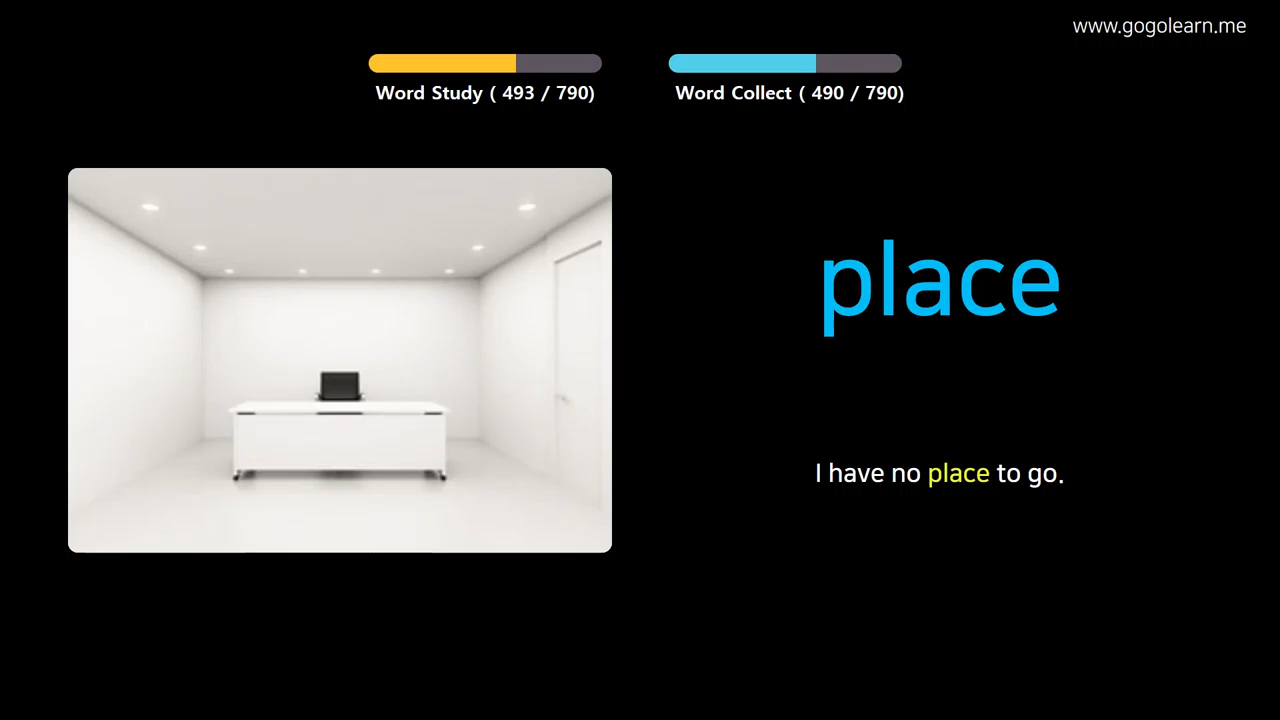 www.gogolearn.me
Word Study ( 493 / 790)
Word Collect ( 490 / 790)
place
I have no place to go.